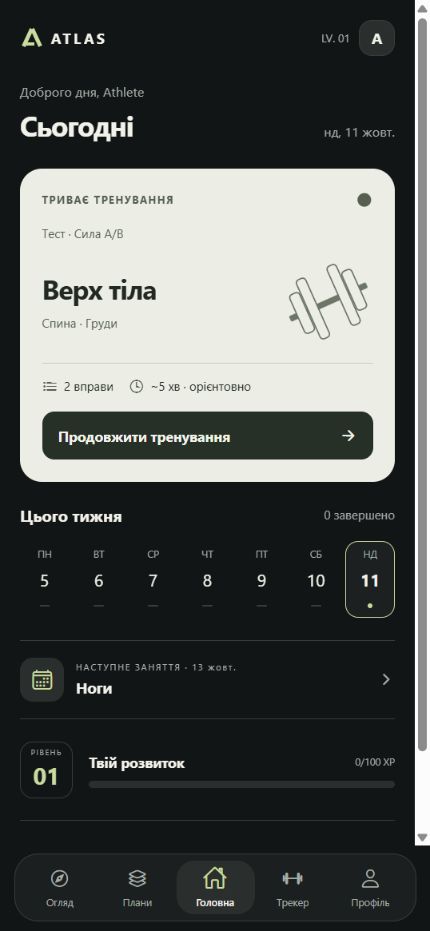 ATLAS
LV. 01
A
Доброго дня, Athlete
Сьогодні
нд, 11 жовт.
ТРИВАЄ ТРЕНУВАННЯ
Тест · Сила A/B
Верх тіла
Спина · Груди
2 вправи
~5 хв · орієнтовно
Продовжити тренування
Цього тижня
0 завершено
ПН ВТ СР ЧТ ПТ СБ НД
5 6 7 8 9 10 11
НАСТУПНЕ ЗАНЯТТЯ · 13 жовт.
Ноги
РІВЕНЬ
01
Твій розвиток
0/100 XP
Огляд
Плани
Головна
Трекер
Профіль